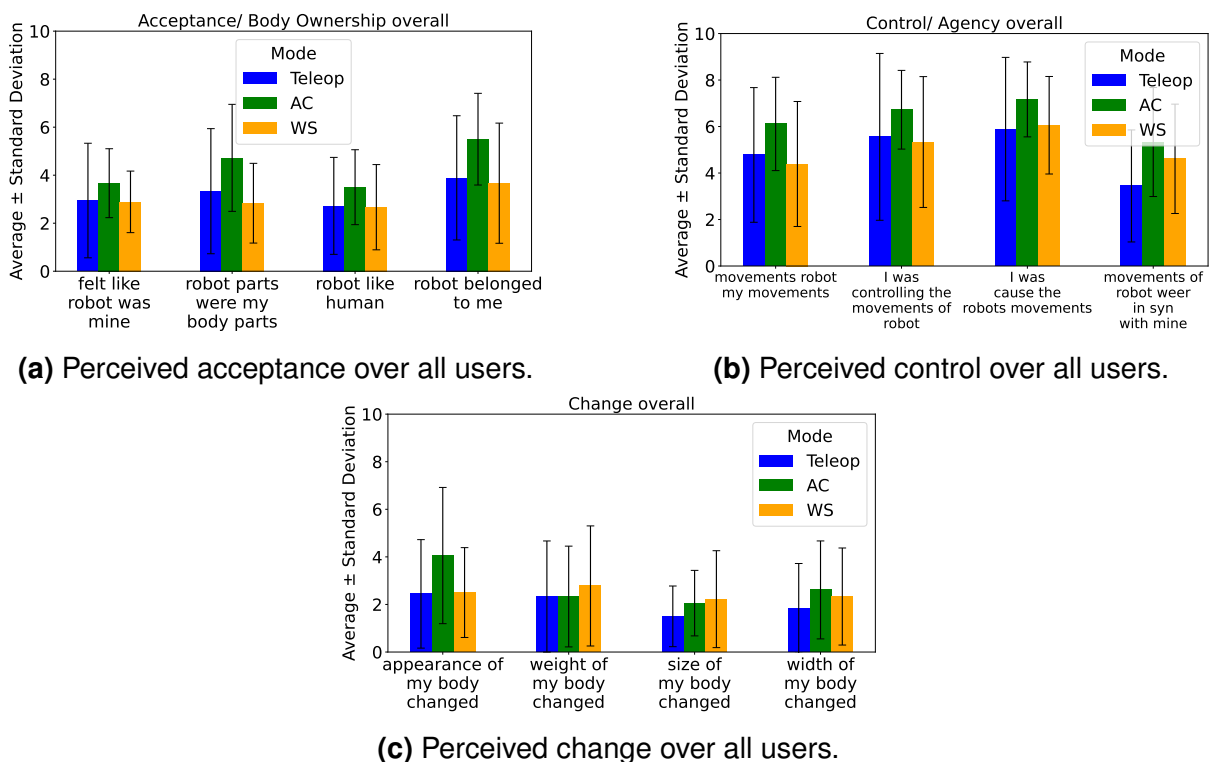 Acceptance/ Body Ownership overall
Average ± Standard Deviation
10
8
6
4
2
0
Mode
Teleop
AC
WS
felt like
robot was
mine
robot parts
were my
body parts
robot like
human
robot belonged
to me
(a) Perceived acceptance over all users.
Control/ Agency overall
Average ± Standard Deviation
10
8
6
4
2
0
Mode
Teleop
AC
WS
movements robot
my movements
I was
controlling the
movements of
robot
I was
cause the
robots movements
movements of
robot weer
in syn
with mine
(b) Perceived control over all users.
Change overall
Average ± Standard Deviation
10
8
6
4
2
0
Mode
Teleop
AC
WS
appearance of
my body
changed
weight of
my body
changed
size of
my body
changed
width of
my body
changed
(c) Perceived change over all users.